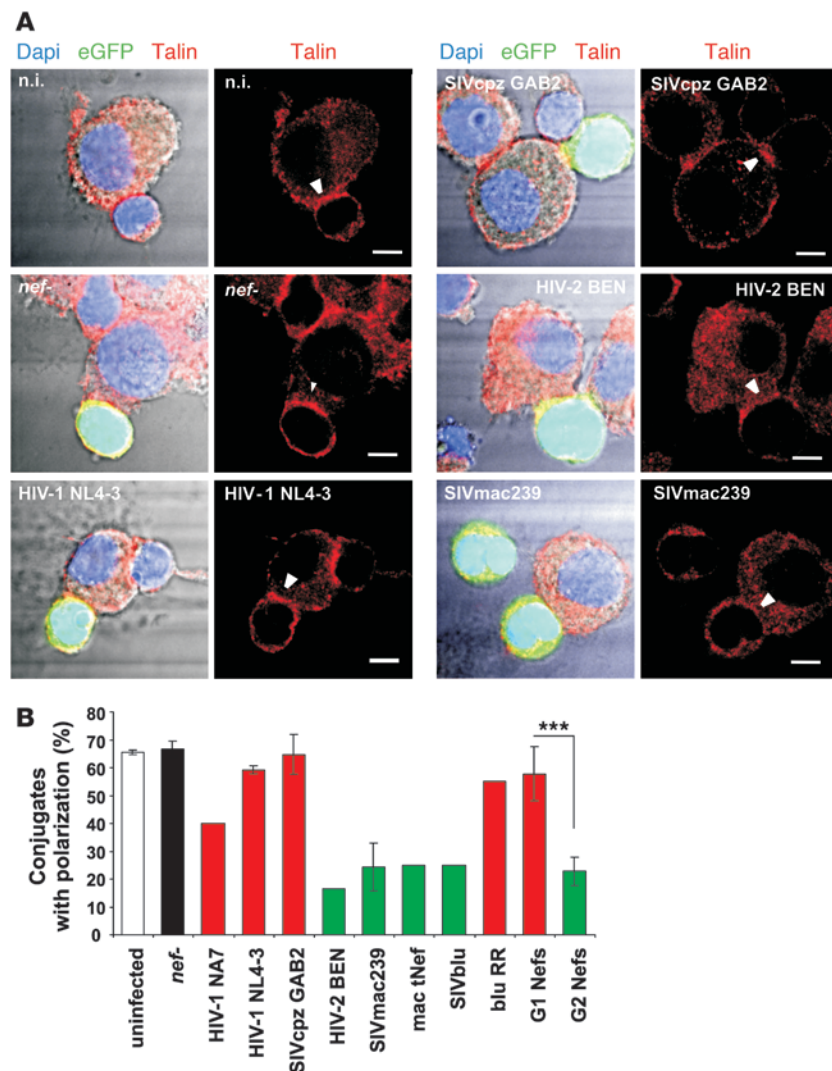 A
Dapi eGFP Talin Talin Dapi eGFP Talin Talin
n.i. n.i. SIVcpz GAB2 SIVcpz GAB2
nef- nef- HIV-2 BEN HIV-2 BEN
HIV-1 NL4-3 HIV-1 NL4-3 SIVmac239 SIVmac239
B
Conjugates
with polarization (%)
80
70
60
50
40
30
20
10
0
***
uninfected
nef-
HIV-1 NA7
HIV-1 NL4-3
SIVcpz GAB2
HIV-2 BEN
SIVmac239
mac tNef
SIVblu
blu RR
G1 Nefs
G2 Nefs